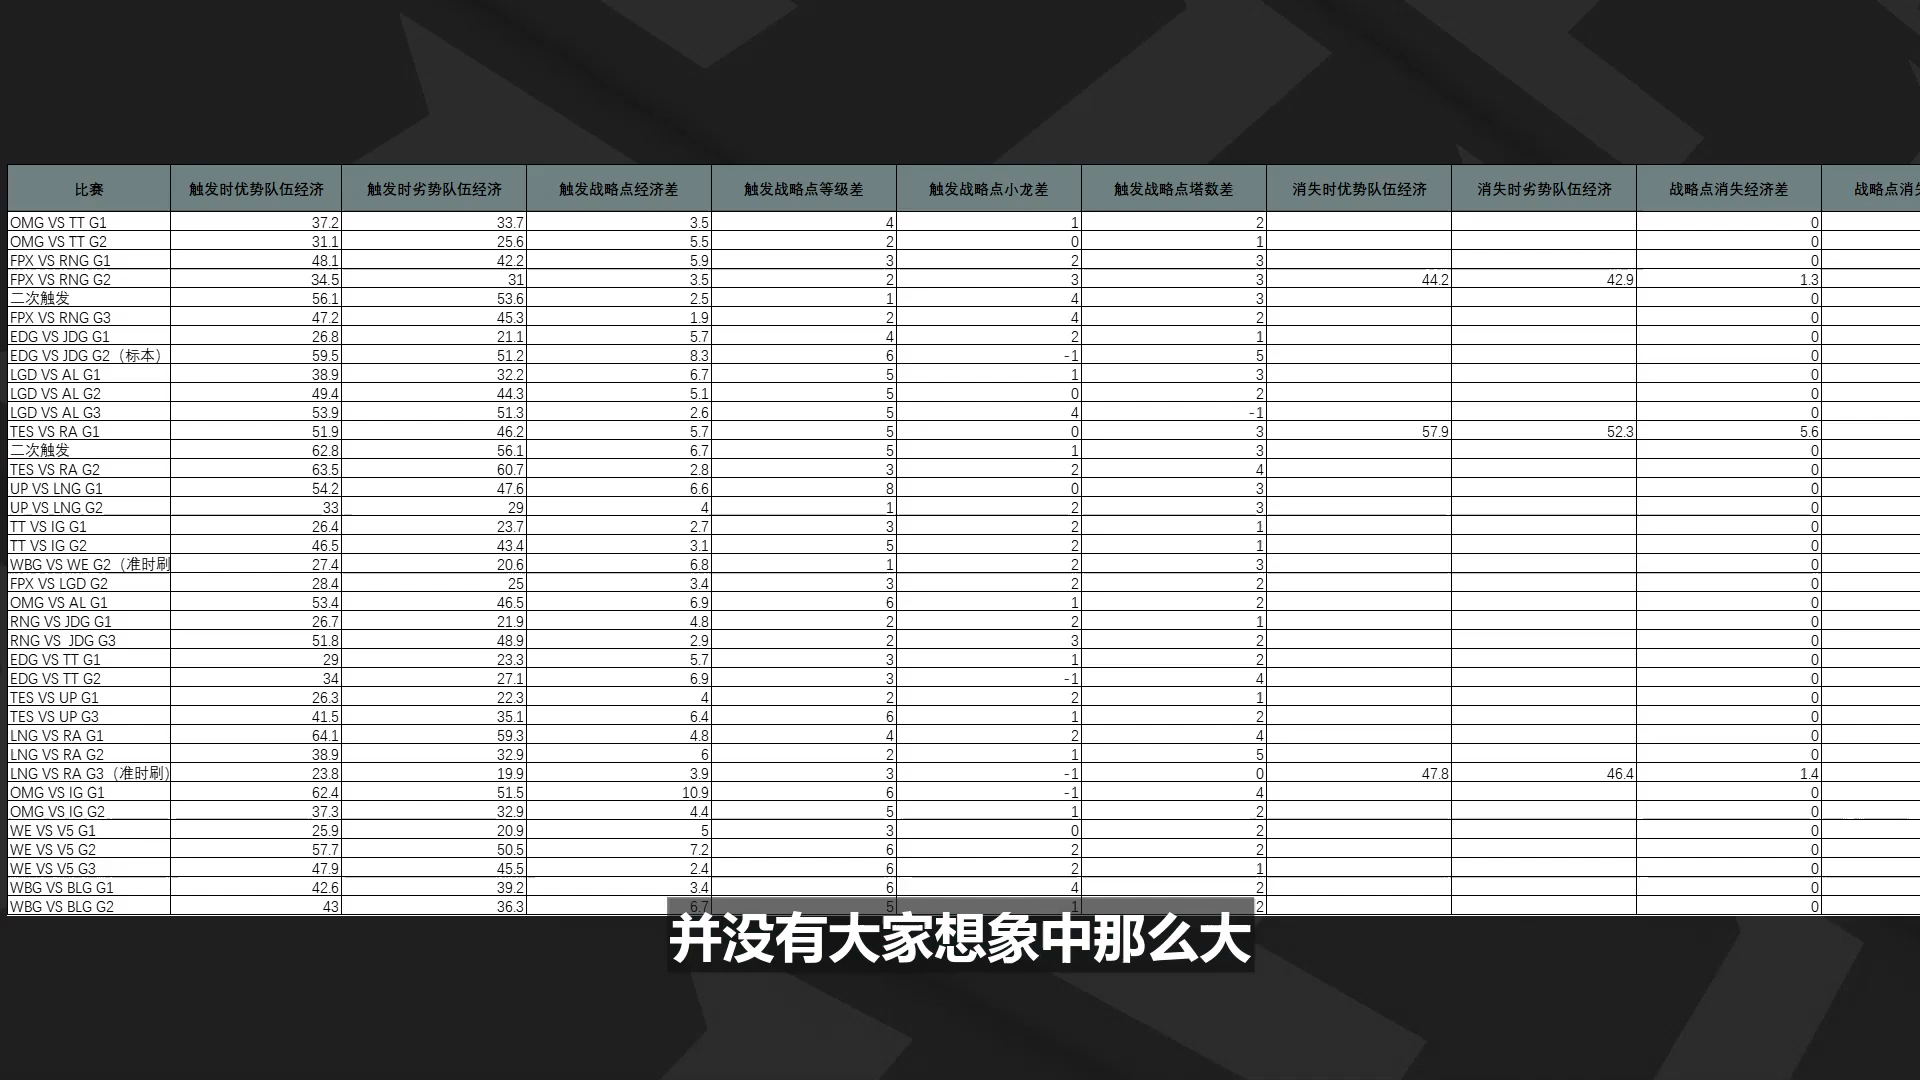 比赛 触发时优势队伍经济 触发时劣势队伍经济 触发战略点经济差 触发战略点等级差 触发战略点小龙差 触发战略点塔数差 消失时优势队伍经济 消失时劣势队伍经济 战略点消失经济差 战略点消
OMG VS TT G1 37.2 33.7 3.5 4 1 2 0
OMG VS TT G2 31.1 25.6 5.5 2 0 1 0
FPX VS RNG G1 48.1 42.2 5.9 3 2 3 0
FPX VS RNG G2 34.5 31 3.5 2 3 3 44.2 42.9 1.3
二次触发 56.1 53.6 2.5 1 4 3 0
FPX VS RNG G3 47.2 45.3 1.9 2 4 2 0
EDG VS JDG G1 26.8 21.1 5.7 4 2 1 0
EDG VS JDG G2（标本） 59.5 51.2 8.3 6 -1 5 0
LGD VS AL G1 38.9 32.2 6.7 5 1 3 0
LGD VS AL G2 49.4 44.3 5.1 5 0 2 0
LGD VS AL G3 53.9 51.3 2.6 5 4 -1 0
TES VS RA G1 51.9 46.2 5.7 5 0 3 57.9 52.3 5.6
二次触发 62.8 56.1 6.7 5 1 3 0
TES VS RA G2 63.5 60.7 2.8 3 2 4 0
UP VS LNG G1 54.2 47.6 6.6 8 0 3 0
UP VS LNG G2 33 29 4 1 2 3 0
TT VS IG G1 26.4 23.7 2.7 3 2 1 0
TT VS IG G2 46.5 43.4 3.1 5 2 1 0
WBG VS WE G2（准时刷 27.4 20.6 6.8 1 2 3 0
FPX VS LGD G2 28.4 25 3.4 3 2 2 0
OMG VS AL G1 53.4 46.5 6.9 6 1 2 0
RNG VS JDG G1 26.7 21.9 4.8 2 2 1 0
RNG VS  JDG G3 51.8 48.9 2.9 2 3 2 0
EDG VS TT G1 29 23.3 5.7 3 1 2 0
EDG VS TT G2 34 27.1 6.9 3 -1 4 0
TES VS UP G1 26.3 22.3 4 2 2 1 0
TES VS UP G3 41.5 35.1 6.4 6 1 2 0
LNG VS RA G1 64.1 59.3 4.8 4 2 4 0
LNG VS RA G2 38.9 32.9 6 2 1 5 0
LNG VS RA G3（准时刷） 23.8 19.9 3.9 3 -1 0 47.8 46.4 1.4
OMG VS IG G1 62.4 51.5 10.9 6 -1 4 0
OMG VS IG G2 37.3 32.9 4.4 5 1 2 0
WE VS V5 G1 25.9 20.9 5 3 0 2 0
WE VS V5 G2 57.7 50.5 7.2 6 2 2 0
WE VS V5 G3 47.9 45.5 2.4 6 2 1 0
WBG VS BLG G1 42.6 39.2 3.4 6 4 2 0
WBG VS BLG G2 43 36.3 6.7 5 1 2 0
并没有大家想象中那么大